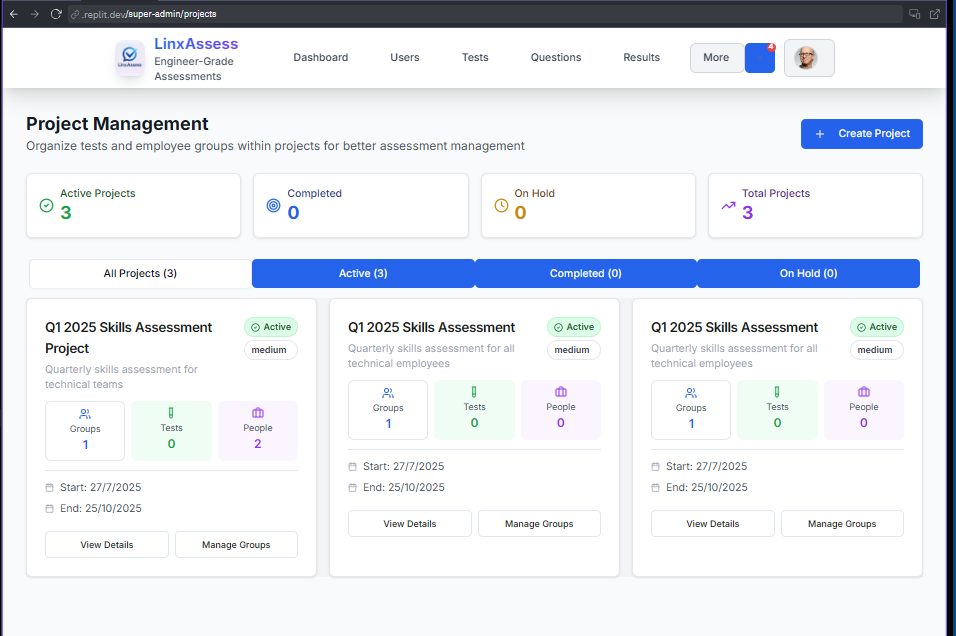 .replit.dev/super-admin/projects
LinxAssess
Engineer-Grade
Assessments
LinxAssess
Dashboard
Users
Tests
Questions
Results
More
4
Project Management
Organize tests and employee groups within projects for better assessment management
+ Create Project
Active Projects
3
Completed
0
On Hold
0
Total Projects
3
All Projects (3)
Active (3)
Completed (0)
On Hold (0)
Q1 2025 Skills Assessment
Project
Active
medium
Quarterly skills assessment for
technical teams
Groups
1
Tests
0
People
2
Start: 27/7/2025
End: 25/10/2025
View Details
Manage Groups
Q1 2025 Skills Assessment
Active
medium
Quarterly skills assessment for all
technical employees
Groups
1
Tests
0
People
0
Start: 27/7/2025
End: 25/10/2025
View Details
Manage Groups
Q1 2025 Skills Assessment
Active
medium
Quarterly skills assessment for all
technical employees
Groups
1
Tests
0
People
0
Start: 27/7/2025
End: 25/10/2025
View Details
Manage Groups